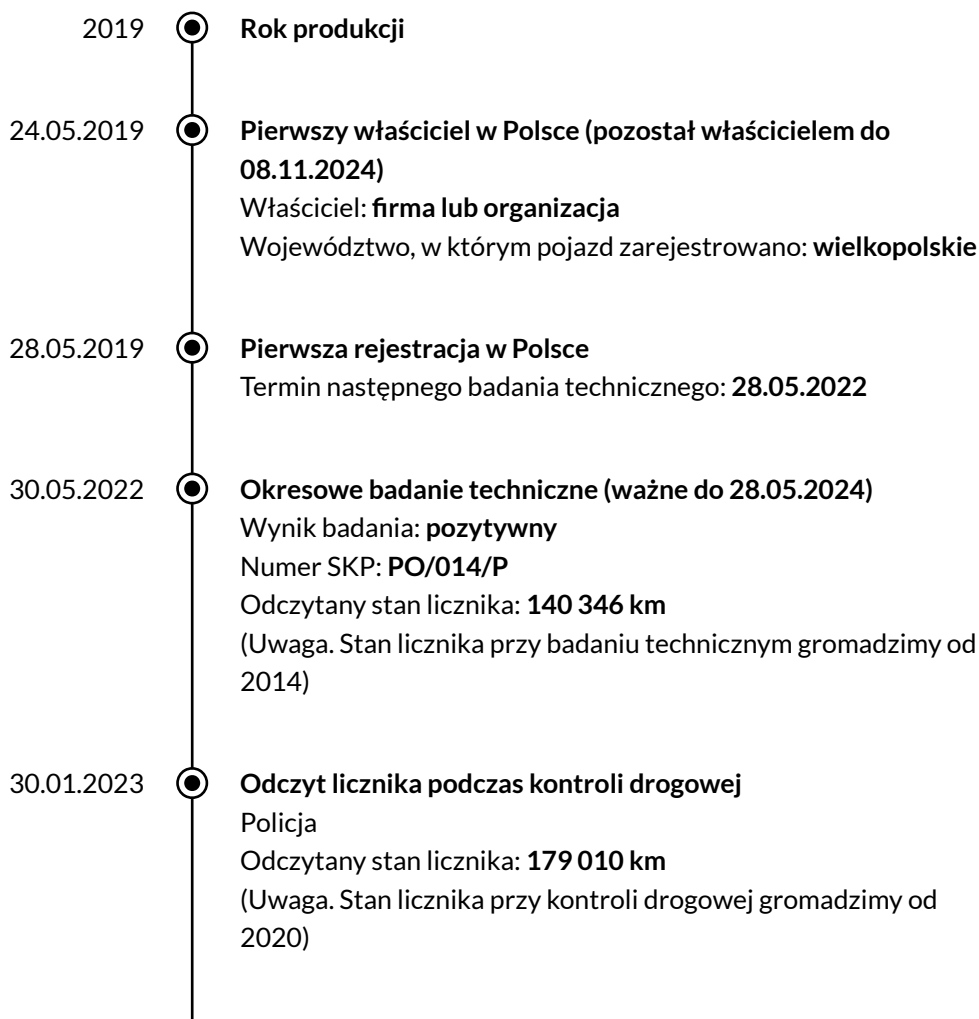 2019 Rok produkcji
24.05.2019 Pierwszy właściciel w Polsce (pozostał właścicielem do
08.11.2024)
Właściciel: firma lub organizacja
Województwo, w którym pojazd zarejestrowano: wielkopolskie
28.05.2019 Pierwsza rejestracja w Polsce
Termin następnego badania technicznego: 28.05.2022
30.05.2022 Okresowe badanie techniczne (ważne do 28.05.2024)
Wynik badania: pozytywny
Numer SKP: PO/014/P
Odczytany stan licznika: 140 346 km
(Uwaga. Stan licznika przy badaniu technicznym gromadzimy od
2014)
30.01.2023 Odczyt licznika podczas kontroli drogowej
Policja
Odczytany stan licznika: 179 010 km
(Uwaga. Stan licznika przy kontroli drogowej gromadzimy od
2020)